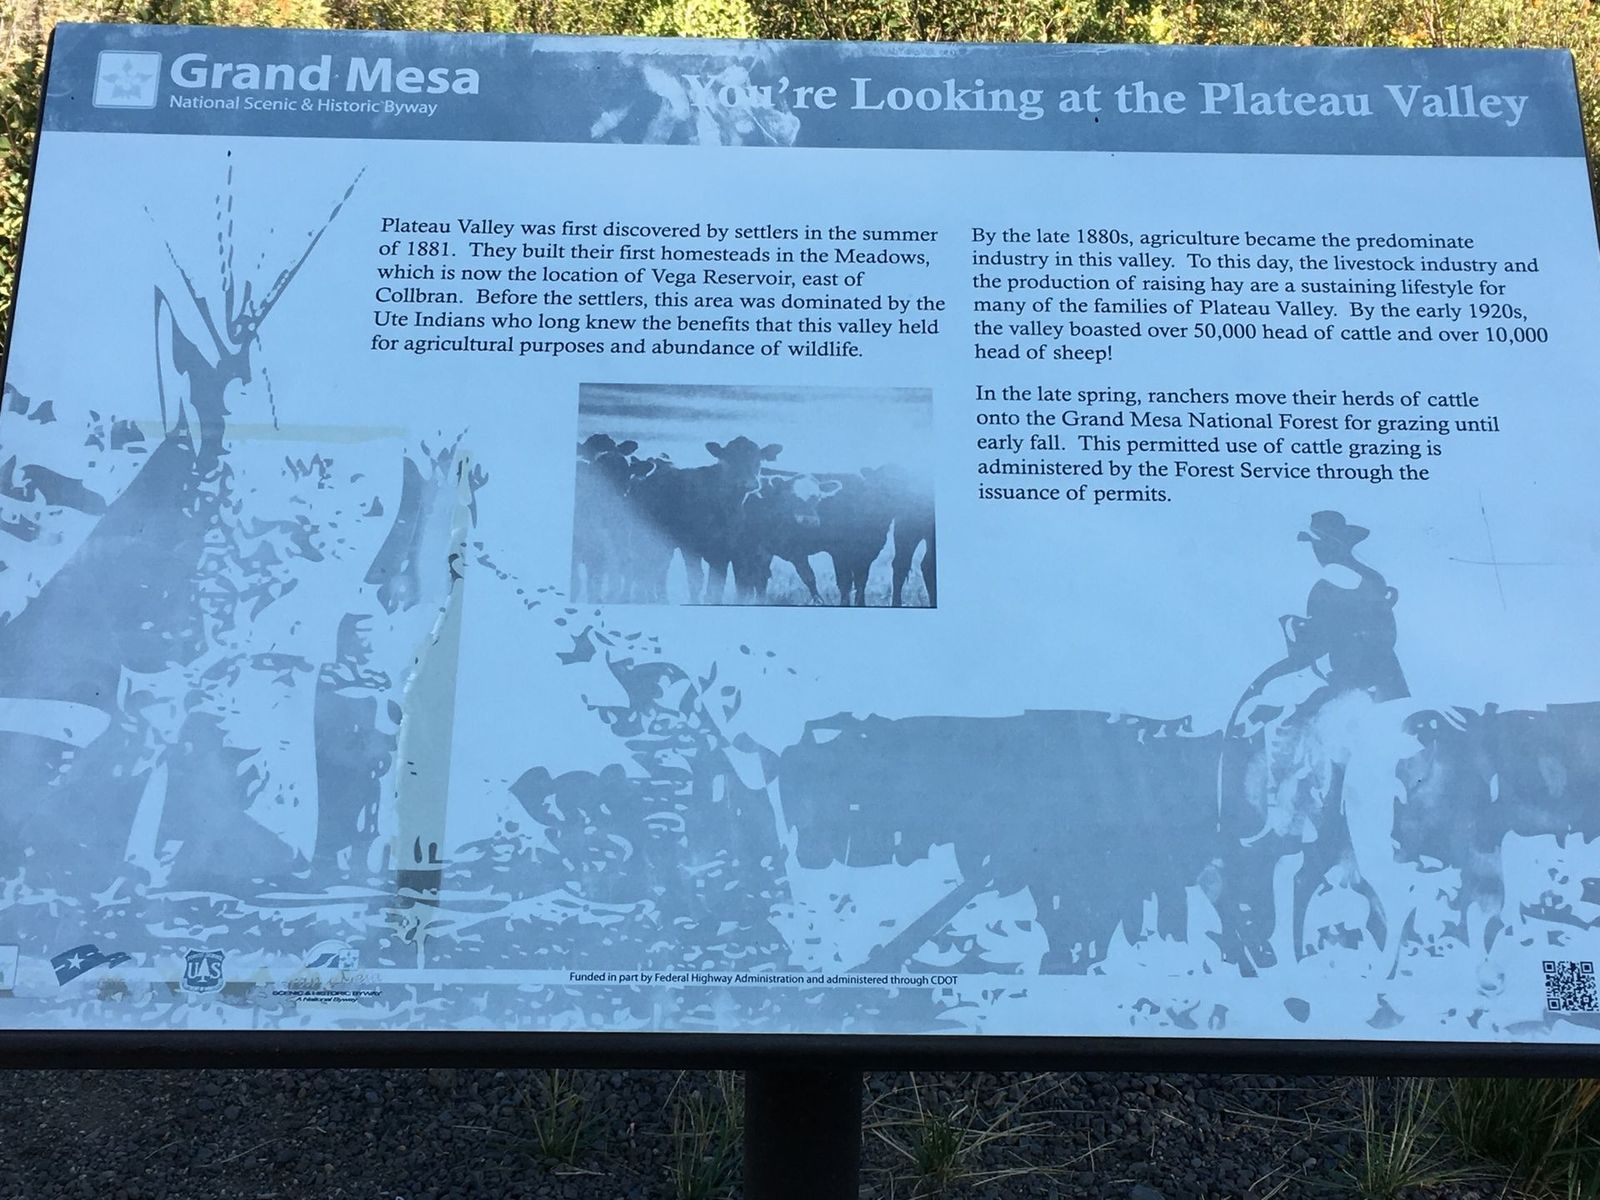 Grand Mesa
National Scenic & Historic Byway
You're Looking at the Plateau Valley
Plateau Valley was first discovered by settlers in the summer
of 1881. They built their first homesteads in the Meadows,
which is now the location of Vega Reservoir, east of
Collbran. Before the settlers, this area was dominated by the
Ute Indians who long knew the benefits that this valley held
for agricultural purposes and abundance of wildlife.
By the late 1880s, agriculture became the predominate
industry in this valley. To this day, the livestock industry and
the production of raising hay are a sustaining lifestyle for
many of the families of Plateau Valley. By the early 1920s,
the valley boasted over 50,000 head of cattle and over 10,000
head of sheep!
In the late spring, ranchers move their herds of cattle
onto the Grand Mesa National Forest for grazing until
early fall. This permitted use of cattle grazing is
administered by the Forest Service through the
issuance of permits.
US
SCENIC & HISTORIC BYWAY
A National Byway
Funded in part by Federal Highway Administration and administered through CDOT